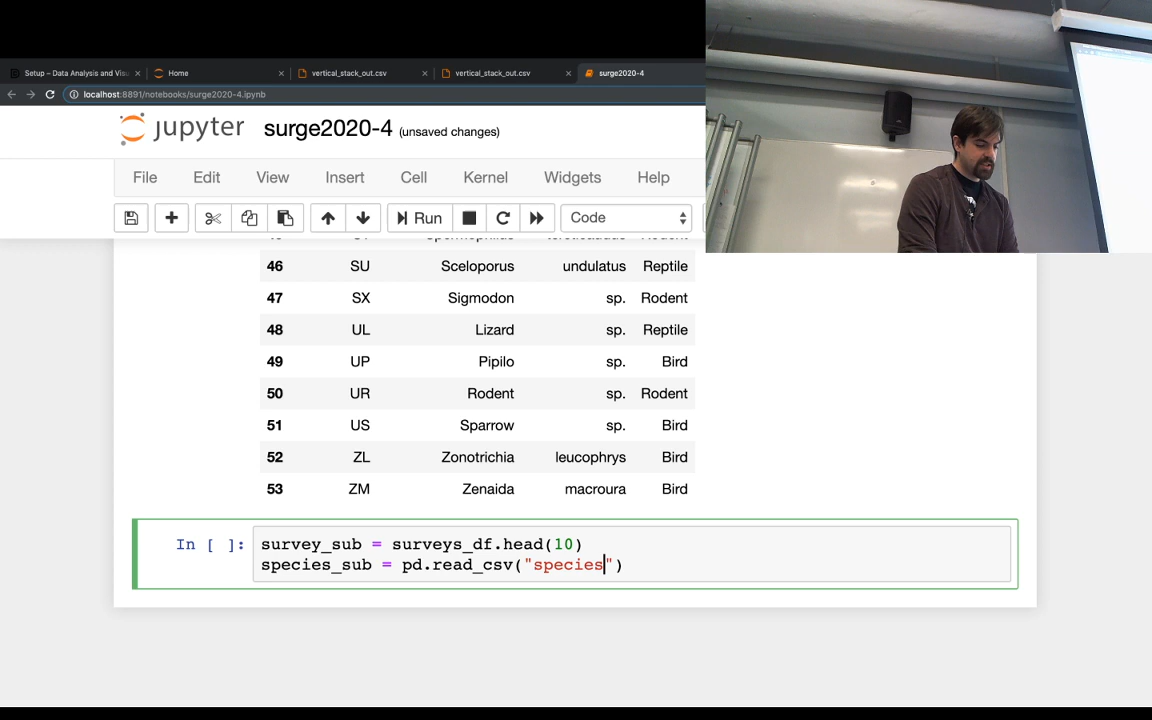 Setup – Data Analysis and Visu
Home
vertical_stack_out.csv
vertical_stack_out.csv
surge2020-4
localhost:8891/notebooks/surge2020-4.ipynb
jupyter surge2020-4 (unsaved changes)
File Edit View Insert Cell Kernel Widgets Help
Run Code
46 SU Sceloporus undulatus Reptile
47 SX Sigmodon sp. Rodent
48 UL Lizard sp. Reptile
49 UP Pipilo sp. Bird
50 UR Rodent sp. Rodent
51 US Sparrow sp. Bird
52 ZL Zonotrichia leucophrys Bird
53 ZM Zenaida macroura Bird
In [ ]: survey_sub = surveys_df.head(10)
species_sub = pd.read_csv("species")